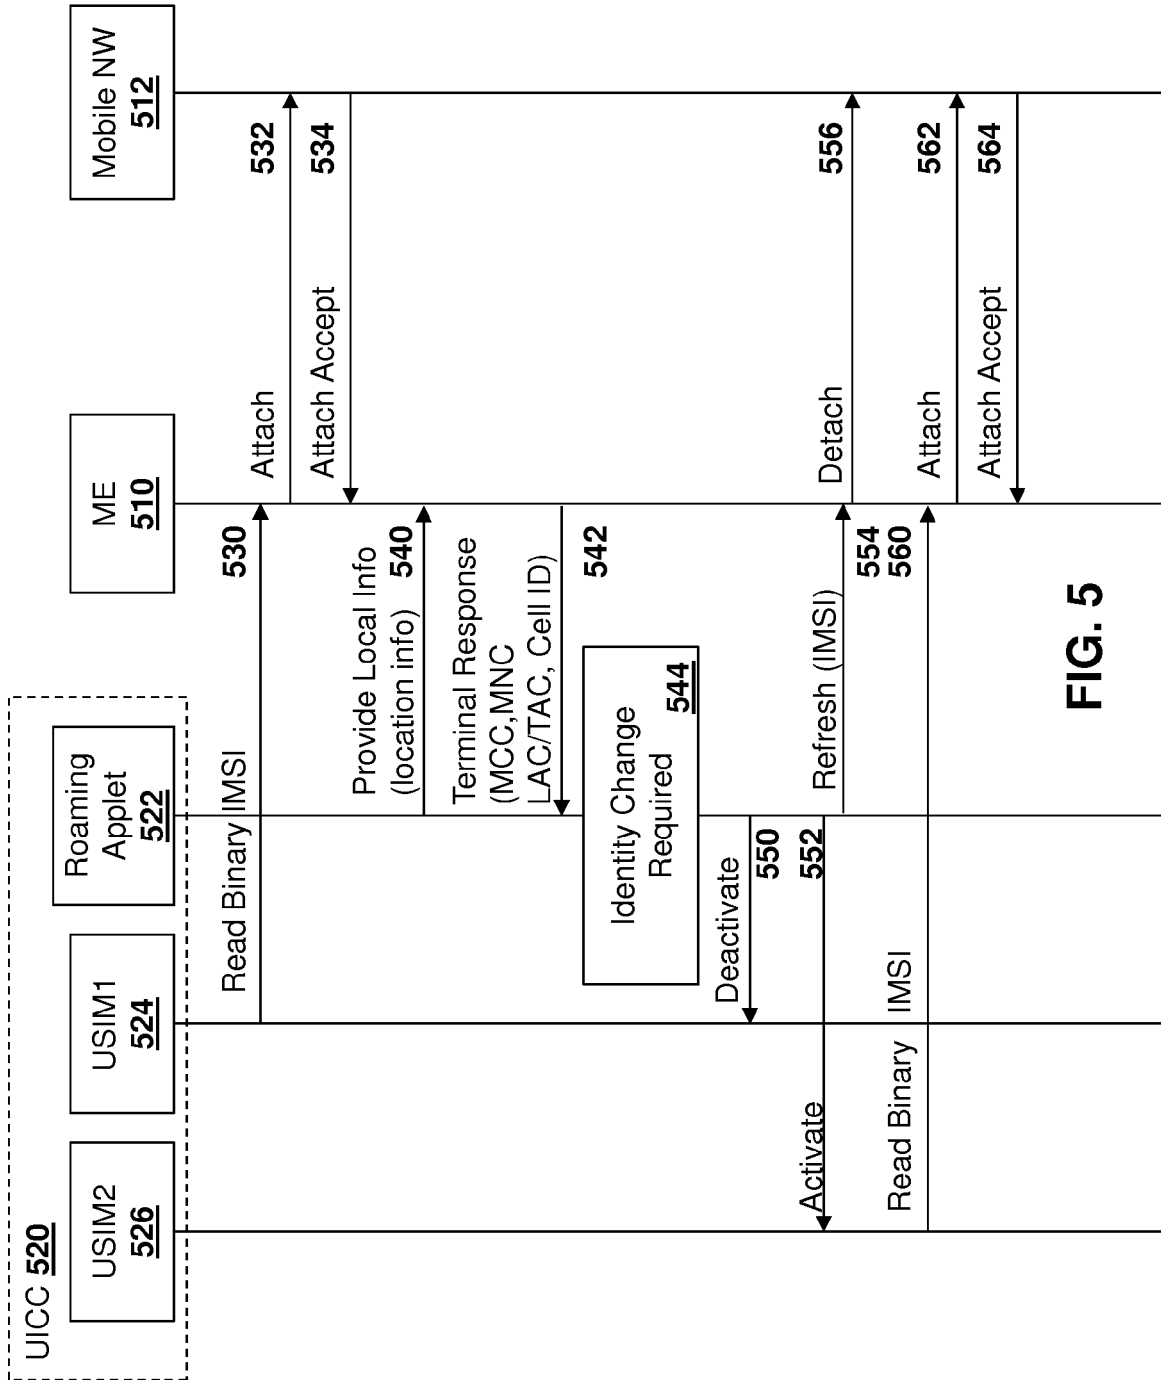 UICC 520
USIM2
526
USIM1
524
Roaming
Applet
522
ME
510
Mobile NW
512
Read Binary IMSI
530
Attach
532
Attach Accept
534
Provide Local Info
(location info)
540
Terminal Response
(MCC,MNC
LAC/TAC, Cell ID)
542
Identity Change
Required
544
Deactivate
550
Activate
552
Refresh (IMSI)
554
Detach
556
Read Binary IMSI
560
Attach
562
Attach Accept
564
FIG. 5